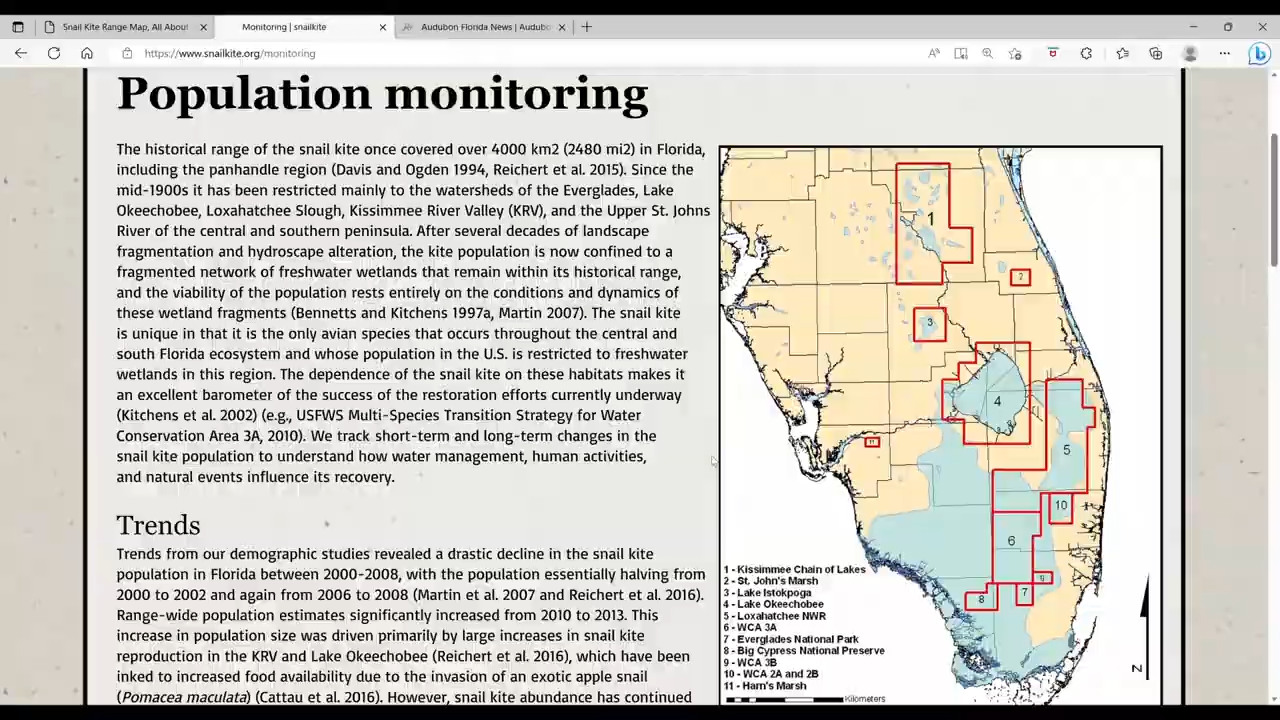 Snail Kite Range Map, All Abou
Monitoring | snailkite
Audubon Florida News | Audubo
https://www.snailkite.org/monitoring
Population monitoring
The historical range of the snail kite once covered over 4000 km2 (2480 mi2) in Florida,
including the panhandle region (Davis and Ogden 1994, Reichert et al. 2015). Since the
mid-1900s it has been restricted mainly to the watersheds of the Everglades, Lake
Okeechobee, Loxahatchee Slough, Kissimmee River Valley (KRV), and the Upper St. Johns
River of the central and southern peninsula. After several decades of landscape
fragmentation and hydroscape alteration, the kite population is now confined to a
fragmented network of freshwater wetlands that remain within its historical range,
and the viability of the population rests entirely on the conditions and dynamics of
these wetland fragments (Bennetts and Kitchens 1997a, Martin 2007). The snail kite
is unique in that it is the only avian species that occurs throughout the central and
south Florida ecosystem and whose population in the U.S. is restricted to freshwater
wetlands in this region. The dependence of the snail kite on these habitats makes it
an excellent barometer of the success of the restoration efforts currently underway
(Kitchens et al. 2002) (e.g., USFWS Multi-Species Transition Strategy for Water
Conservation Area 3A, 2010). We track short-term and long-term changes in the
snail kite population to understand how water management, human activities,
and natural events influence its recovery.
Trends
Trends from our demographic studies revealed a drastic decline in the snail kite
population in Florida between 2000-2008, with the population essentially halving from
2000 to 2002 and again from 2006 to 2008 (Martin et al. 2007 and Reichert et al. 2016).
Range-wide population estimates significantly increased from 2010 to 2013. This
increase in population size was driven primarily by large increases in snail kite
reproduction in the KRV and Lake Okeechobee (Reichert et al. 2016), which have been
inked to increased food availability due to the invasion of an exotic apple snail
(Pomacea maculata) (Cattau et al. 2016). However, snail kite abundance has continued
1
2
3
4
5
10
6
7
8
1 - Kissimmee Chain of Lakes
2 - St. John's Marsh
3 - Lake Istokpoga
4 - Lake Okeechobee
5 - Loxahatchee NWR
6 - WCA 3A
7 - Everglades National Park
8 - Big Cypress National Preserve
9 - WCA 3B
10 - WCA 2A and 2B
11 - Harn's Marsh
Kilometers
N